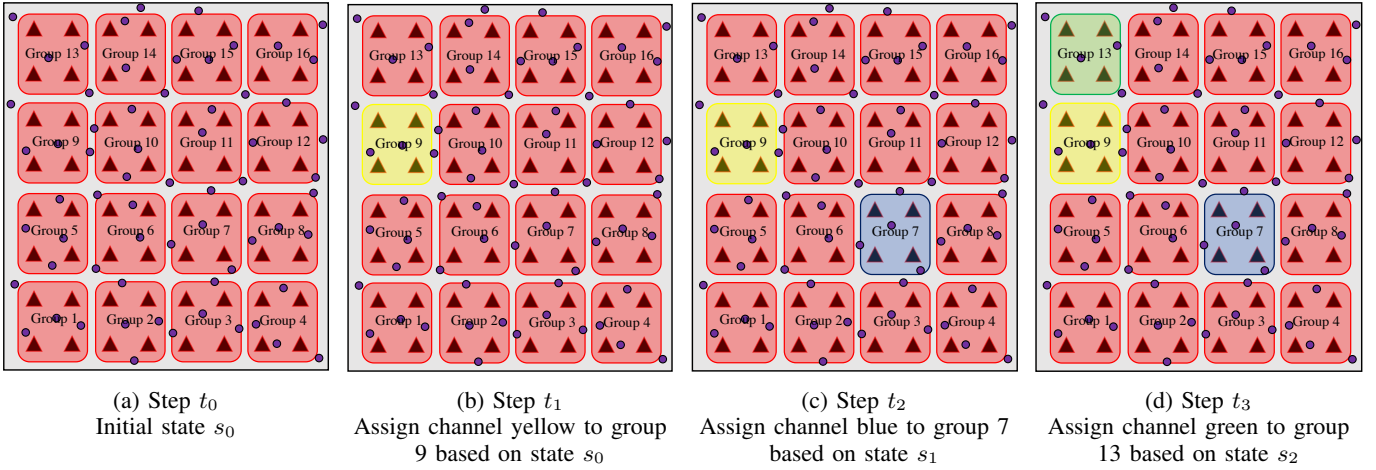 Group 13 Group 14 Group 15 Group 16
Group 9 Group 10 Group 11 Group 12
Group 5 Group 6 Group 7 Group 8
Group 1 Group 2 Group 3 Group 4
(a) Step t₀
Initial state s₀
Group 13 Group 14 Group 15 Group 16
Group 9 Group 10 Group 11 Group 12
Group 5 Group 6 Group 7 Group 8
Group 1 Group 2 Group 3 Group 4
(b) Step t₁
Assign channel yellow to group
9 based on state s₀
Group 13 Group 14 Group 15 Group 16
Group 9 Group 10 Group 11 Group 12
Group 5 Group 6 Group 7 Group 8
Group 1 Group 2 Group 3 Group 4
(c) Step t₂
Assign channel blue to group 7
based on state s₁
Group 13 Group 14 Group 15 Group 16
Group 9 Group 10 Group 11 Group 12
Group 5 Group 6 Group 7 Group 8
Group 1 Group 2 Group 3 Group 4
(d) Step t₃
Assign channel green to group
13 based on state s₂